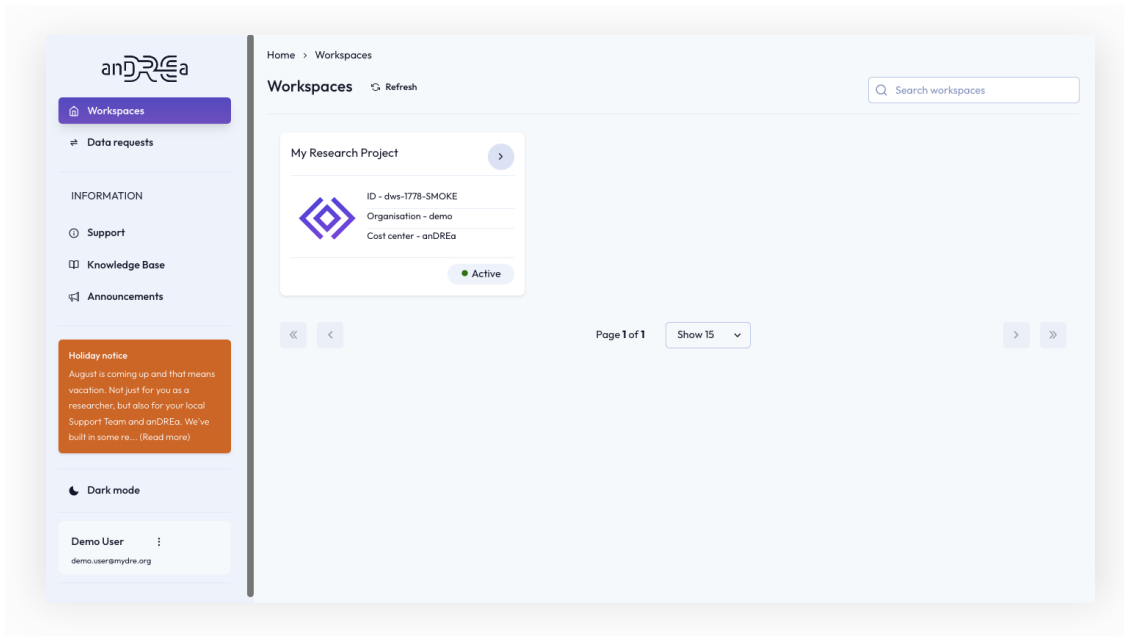 anDREa
Workspaces
Data requests
INFORMATION
Support
Knowledge Base
Announcements
Holiday notice
August is coming up and that means
vacation. Not just for you as a
researcher, but also for your local
Support Team and anDREa. We've
built in some re... (Read more)
Dark mode
Demo User
demo.user@mydre.org
Home > Workspaces
Workspaces Refresh
Search workspaces
My Research Project
ID - dws-1778-SMOKE
Organisation - demo
Cost center - anDREa
Active
Page 1 of 1 Show 15